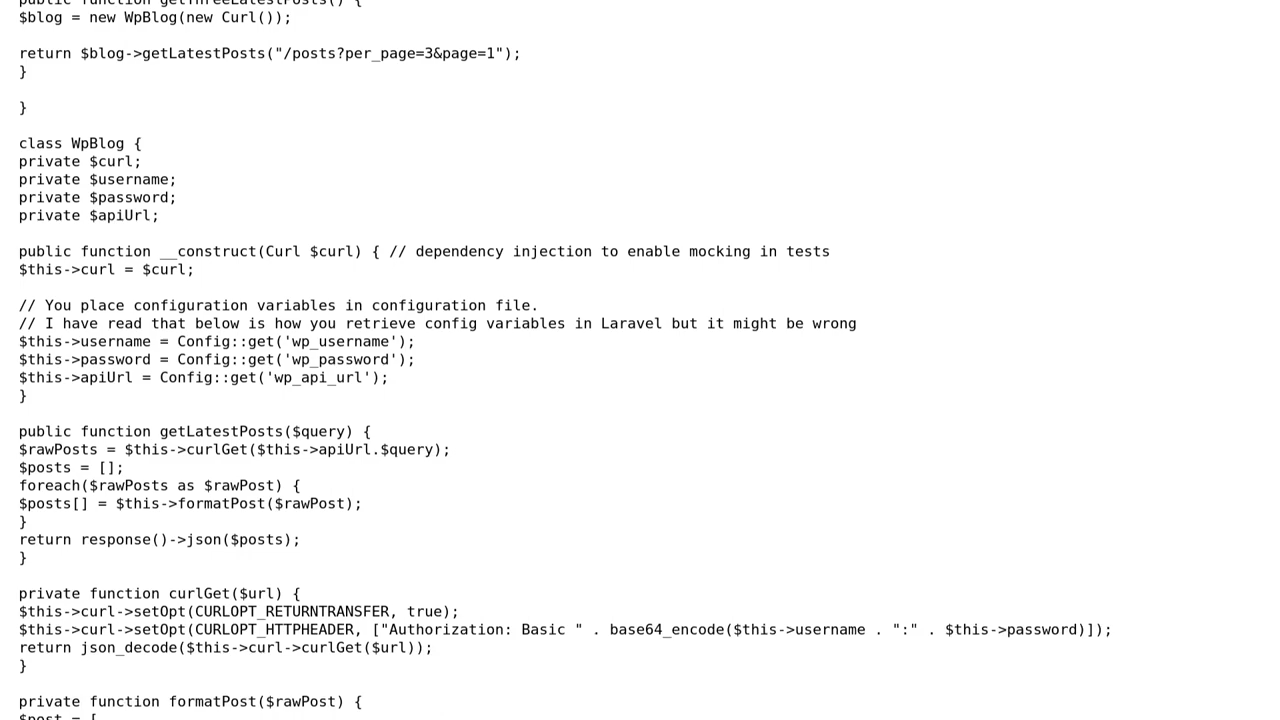 public function getThreeLatestPosts() {
$blog = new WpBlog(new Curl());

return $blog->getLatestPosts("/posts?per_page=3&page=1");
}

}

class WpBlog {
private $curl;
private $username;
private $password;
private $apiUrl;

public function __construct(Curl $curl) { // dependency injection to enable mocking in tests
$this->curl = $curl;

// You place configuration variables in configuration file.
// I have read that below is how you retrieve config variables in Laravel but it might be wrong
$this->username = Config::get('wp_username');
$this->password = Config::get('wp_password');
$this->apiUrl = Config::get('wp_api_url');
}

public function getLatestPosts($query) {
$rawPosts = $this->curlGet($this->apiUrl.$query);
$posts = [];
foreach($rawPosts as $rawPost) {
$posts[] = $this->formatPost($rawPost);
}
return response()->json($posts);
}

private function curlGet($url) {
$this->curl->setOpt(CURLOPT_RETURNTRANSFER, true);
$this->curl->setOpt(CURLOPT_HTTPHEADER, ["Authorization: Basic " . base64_encode($this->username . ":" . $this->password)]);
return json_decode($this->curl->curlGet($url));
}

private function formatPost($rawPost) {
$post = [